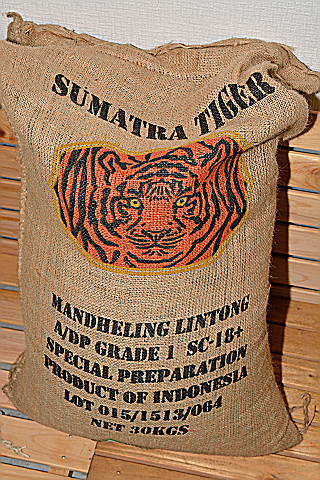 SUMATRA TIGER
MANDHELING LINTONG
A/DP GRADE 1 SC-18+
SPECIAL PREPARATION
PRODUCT OF INDONESIA
LOT 015/1513/064
NET 30KGS